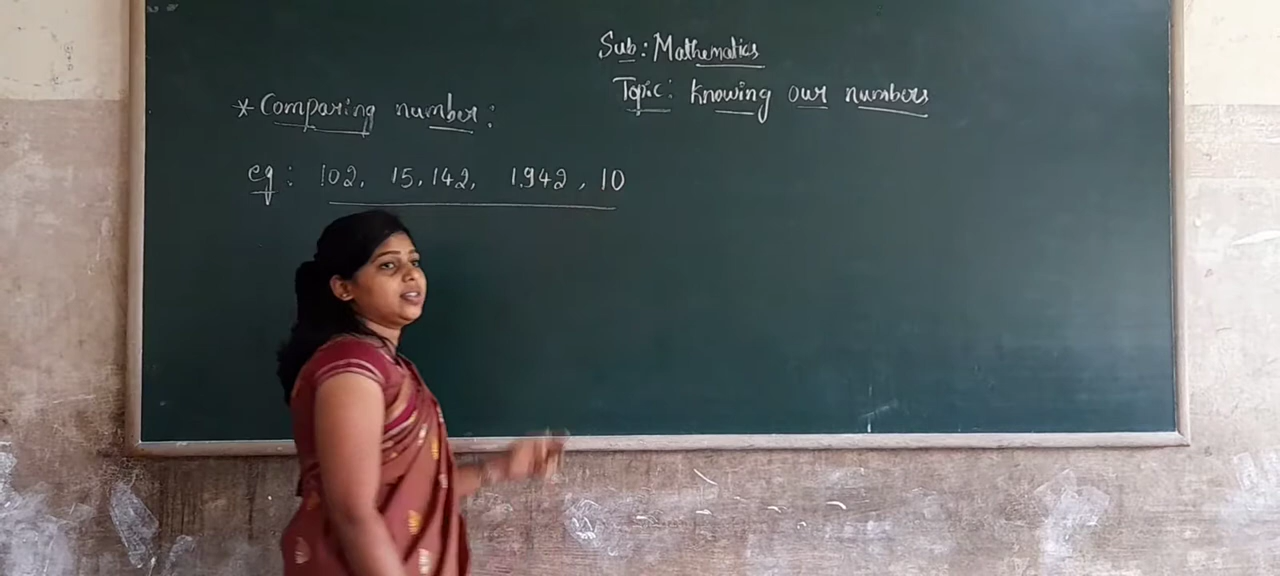 Sub: Mathematics
Topic: Knowing our numbers
* Comparing number:
eg: 102, 15,142, 1,942, 10